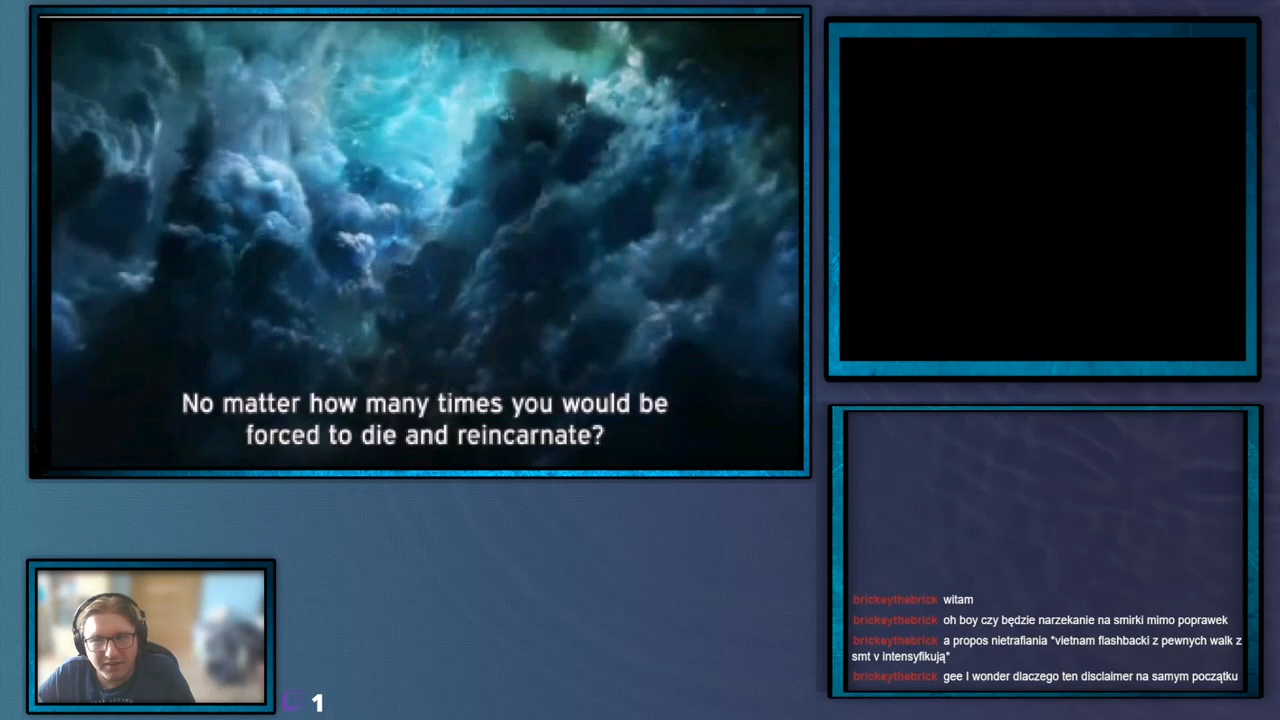 No matter how many times you would be
forced to die and reincarnate?
brickeythebrick witam
brickeythebrick oh boy czy będzie narzekanie na smirki mimo poprawek
brickeythebrick a propos nietrafiania *vietnam flashbacki z pewnych walk z
smt v intensyfikują*
brickeythebrick gee I wonder dlaczego ten disclaimer na samym początku
1